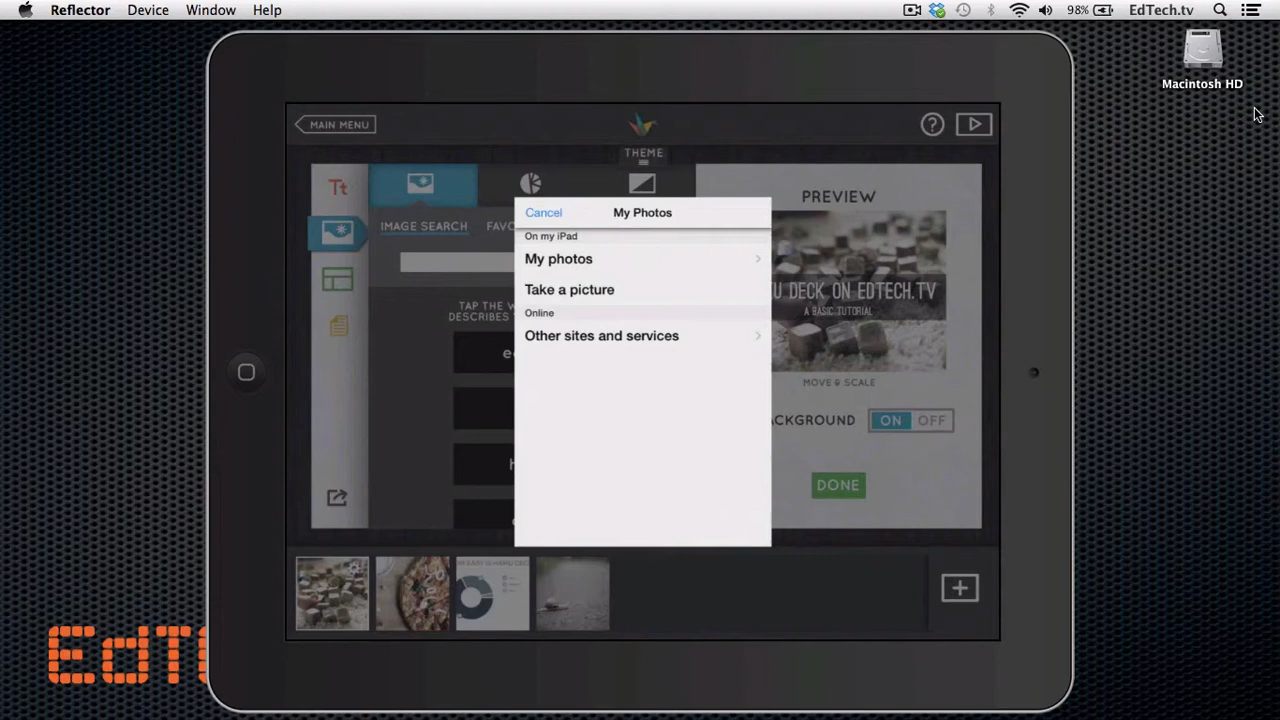 Reflector Device Window Help 98% EdTech.tv
Macintosh HD
MAIN MENU
?
THEME
Tt
IMAGE SEARCH
PREVIEW
Cancel My Photos
On my iPad
My photos
Take a picture
Online
Other sites and services
TAP THE
DECK ON EDTECH.TV
A BASIC TUTORIAL
MOVE & SCALE
ON OFF
DONE